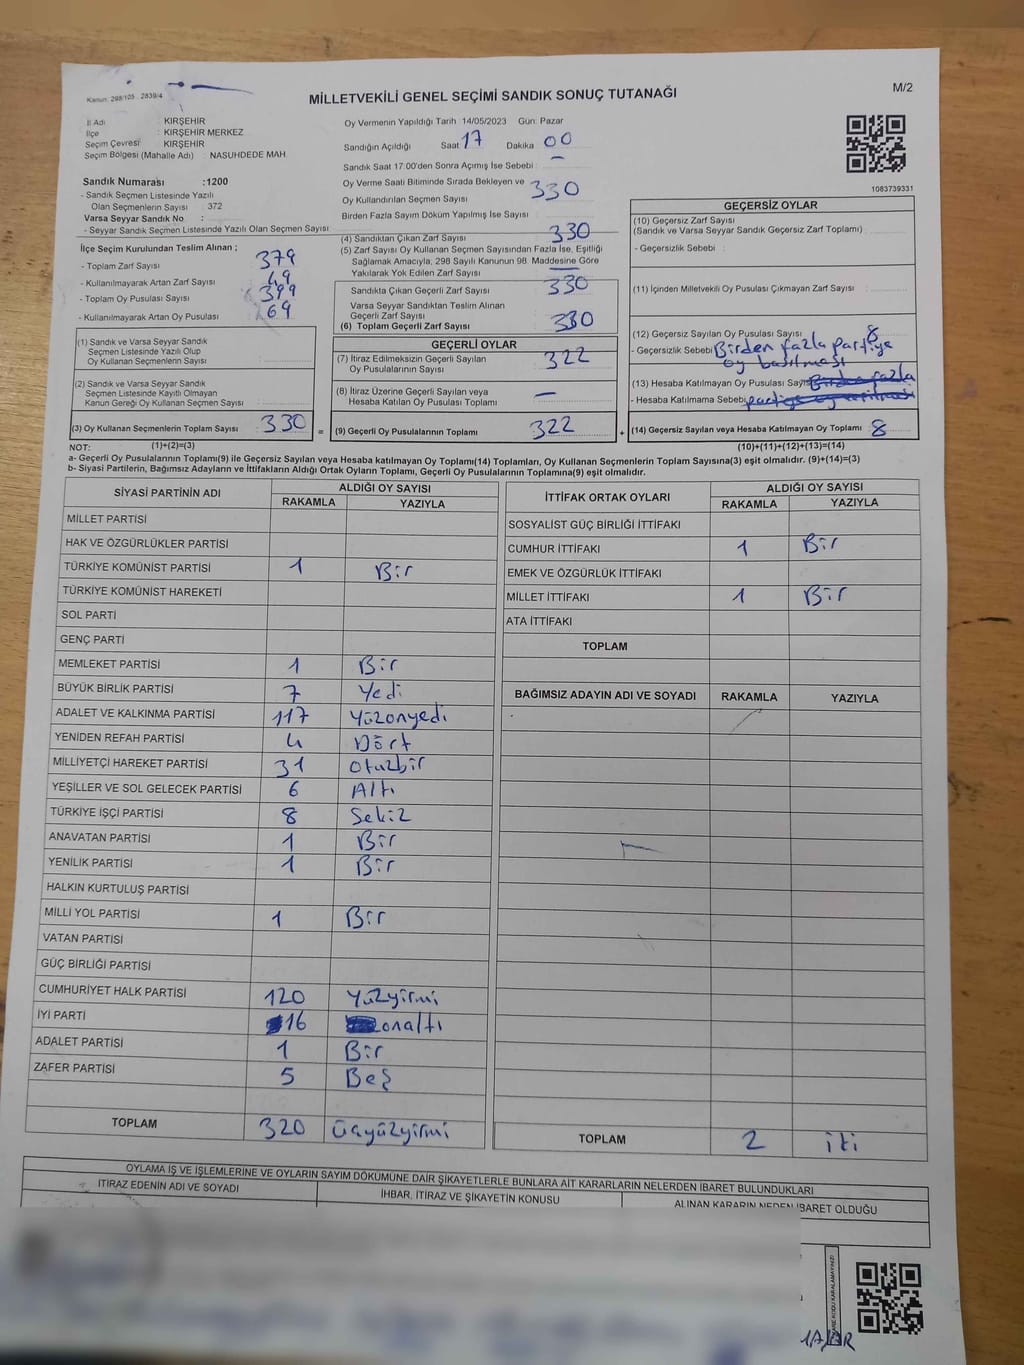 Kanun: 298/105 . 2839/4
MİLLETVEKİLİ GENEL SEÇİMİ SANDIK SONUÇ TUTANAĞI
M/2
İl Adı : KIRŞEHİR
İlçe : KIRŞEHİR MERKEZ
Seçim Çevresi : KIRŞEHİR
Seçim Bölgesi (Mahalle Adı) : NASUHDEDE MAH.
Sandık Numarası :1200
- Sandık Seçmen Listesinde Yazılı
Olan Seçmenlerin Sayısı : 372
Varsa Seyyar Sandık No :
- Seyyar Sandık Seçmen Listesinde Yazılı Olan Seçmen Sayısı:
Oy Vermenin Yapıldığı Tarih 14/05/2023 Gün: Pazar
Sandığın Açıldığı Saat 17 Dakika 00
Sandık Saat 17:00'den Sonra Açımış İse Sebebi : —
Oy Verme Saati Bitiminde Sırada Bekleyen ve
Oy Kullandırılan Seçmen Sayısı : 330
Birden Fazla Sayım Döküm Yapılmış İse Sayısı :
1083739331
İlçe Seçim Kurulundan Teslim Alınan ;
- Toplam Zarf Sayısı : 379
- Kullanılmayarak Artan Zarf Sayısı : 49
- Toplam Oy Pusulası Sayısı : 399
- Kullanılmayarak Artan Oy Pusulası : 69
(1) Sandık ve Varsa Seyyar Sandık
Seçmen Listesinde Yazılı Olup
Oy Kullanan Seçmenlerin Sayısı :
(2) Sandık ve Varsa Seyyar Sandık
Seçmen Listesinde Kayıtlı Olmayan
Kanun Gereği Oy Kullanan Seçmen Sayısı :
(3) Oy Kullanan Seçmenlerin Toplam Sayısı : 330 =
(4) Sandıktan Çıkan Zarf Sayısı : 330
(5) Zarf Sayısı Oy Kullanan Seçmen Sayısından Fazla İse, Eşitliği
Sağlamak Amacıyla, 298 Sayılı Kanunun 98. Maddesine Göre
Yakılarak Yok Edilen Zarf Sayısı : —
Sandıkta Çıkan Geçerli Zarf Sayısı : 330
Varsa Seyyar Sandıktan Teslim Alınan
Geçerli Zarf Sayısı :
(6) Toplam Geçerli Zarf Sayısı : 330
GEÇERLİ OYLAR
(7) İtiraz Edilmeksizin Geçerli Sayılan
Oy Pusulalarının Sayısı : 322
(8) İtiraz Üzerine Geçerli Sayılan veya
Hesaba Katılan Oy Pusulaların Toplamı : —
(9) Geçerli Oy Pusulalarının Toplamı : 322 +
GEÇERSİZ OYLAR
(10) Geçersiz Zarf Sayısı
(Sandık ve Varsa Seyyar Sandık Geçersiz Zarf Toplamı) :
- Geçersizlik Sebebi :
(11) İçinden Milletvekili Oy Pusulası Çıkmayan Zarf Sayısı :
(12) Geçersiz Sayılan Oy Pusulası Sayısı : 8
- Geçersizlik Sebebi Birden fazla partiye
oy basılması
(13) Hesaba Katılmayan Oy Pusulası Sayısı Birden fazla
- Hesaba Katılmama Sebebi
(14) Geçersiz Sayılan veya Hesaba Katılmayan Oy Toplamı : 8
NOT: (1)+(2)=(3) (10)+(11)+(12)+(13)=(14)
a- Geçerli Oy Pusulalarının Toplamı(9) ile Geçersiz Sayılan veya Hesaba katılmayan Oy Toplamı(14) Toplamları, Oy Kullanan Seçmenlerin Toplam Sayısına(3) eşit olmalıdır. (9)+(14)=(3)
b- Siyasi Partilerin, Bağımsız Adayların ve İttifakların Aldığı Ortak Oyların Toplamı, Geçerli Oy Pusulalarının Toplamına(9) eşit olmalıdır.
SİYASİ PARTİNİN ADI ALDIĞI OY SAYISI
RAKAMLA YAZIYLA
MİLLET PARTİSİ
HAK VE ÖZGÜRLÜKLER PARTİSİ
TÜRKİYE KOMÜNİST PARTİSİ 1 Bir
TÜRKİYE KOMÜNİST HAREKETİ
SOL PARTİ
GENÇ PARTİ
MEMLEKET PARTİSİ 1 Bir
BÜYÜK BİRLİK PARTİSİ 7 Yedi
ADALET VE KALKINMA PARTİSİ 117 Yüzonyedi
YENİDEN REFAH PARTİSİ 4 Dört
MİLLİYETÇİ HAREKET PARTİSİ 31 Otuzbir
YEŞİLLER VE SOL GELECEK PARTİSİ 6 Altı
TÜRKİYE İŞÇİ PARTİSİ 8 Sekiz
ANAVATAN PARTİSİ 1 Bir
YENİLİK PARTİSİ 1 Bir
HALKIN KURTULUŞ PARTİSİ
MİLLİ YOL PARTİSİ 1 Bir
VATAN PARTİSİ
GÜÇ BİRLİĞİ PARTİSİ
CUMHURİYET HALK PARTİSİ 120 Yüzyirmi
İYİ PARTİ 16 onaltı
ADALET PARTİSİ 1 Bir
ZAFER PARTİSİ 5 Beş
TOPLAM 320 üçyüzyirmi
İTTİFAK ORTAK OYLARI ALDIĞI OY SAYISI
RAKAMLA YAZIYLA
SOSYALİST GÜÇ BİRLİĞİ İTTİFAKI
CUMHUR İTTİFAKI 1 Bir
EMEK VE ÖZGÜRLÜK İTTİFAKI
MİLLET İTTİFAKI 1 Bir
ATA İTTİFAKI
TOPLAM
BAĞIMSIZ ADAYIN ADI VE SOYADI RAKAMLA YAZIYLA
TOPLAM 2 iki
OYLAMA İŞ VE İŞLEMLERİNE VE OYLARIN SAYIM DÖKÜMÜNE DAİR ŞİKAYETLERLE BUNLARA AİT KARARLARIN NELERDEN İBARET BULUNDUKLARI
İTİRAZ EDENİN ADI VE SOYADI İHBAR, İTİRAZ VE ŞİKAYETİN KONUSU ALINAN KARARIN NEDEN İBARET OLDUĞU